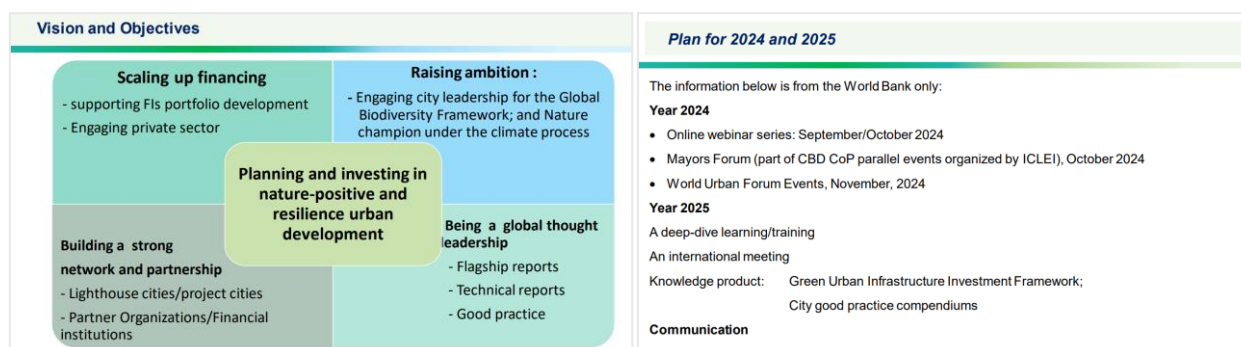 Vision and Objectives
Scaling up financing
- supporting FIs portfolio development
- Engaging private sector
Raising ambition :
- Engaging city leadership for the Global
Biodiversity Framework; and Nature
champion under the climate process
Planning and investing in
nature-positive and
resilience urban
development
Building a strong
network and partnership
- Lighthouse cities/project cities
- Partner Organizations/Financial
institutions
Being a global thought
leadership
- Flagship reports
- Technical reports
- Good practice
Plan for 2024 and 2025
The information below is from the World Bank only:
Year 2024
• Online webinar series: September/October 2024
• Mayors Forum (part of CBD CoP parallel events organized by ICLEI), October 2024
• World Urban Forum Events, November, 2024
Year 2025
A deep-dive learning/training
An international meeting
Knowledge product: Green Urban Infrastructure Investment Framework;
City good practice compendiums
Communication